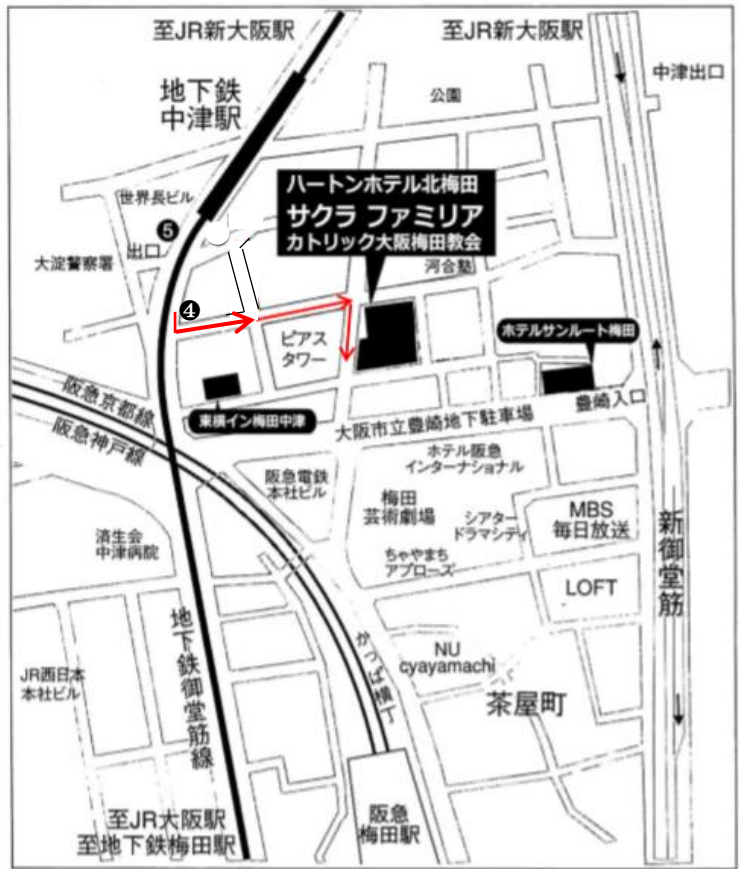 至JR新大阪駅
至JR新大阪駅
中津出口
地下鉄
中津駅
公園
世界長ビル
❺
出口
大淀警察署
ハートンホテル北梅田
サクラ ファミリア
カトリック大阪梅田教会
河合塾
❹
ピアス
タワー
ホテルサンルート梅田
阪急京都線
阪急神戸線
東横イン梅田中津
豊崎入口
大阪市立豊崎地下駐車場
ホテル阪急
インターナショナル
阪急電鉄
本社ビル
梅田
芸術劇場
シアター
ドラマシティ
MBS
毎日放送
済生会
中津病院
ちゃやまち
アプローズ
新御堂筋
LOFT
地下鉄御堂筋線
かっぱ横丁
NU
cyayamachi
JR西日本
本社ビル
茶屋町
至JR大阪駅
至地下鉄梅田駅
阪急
梅田駅